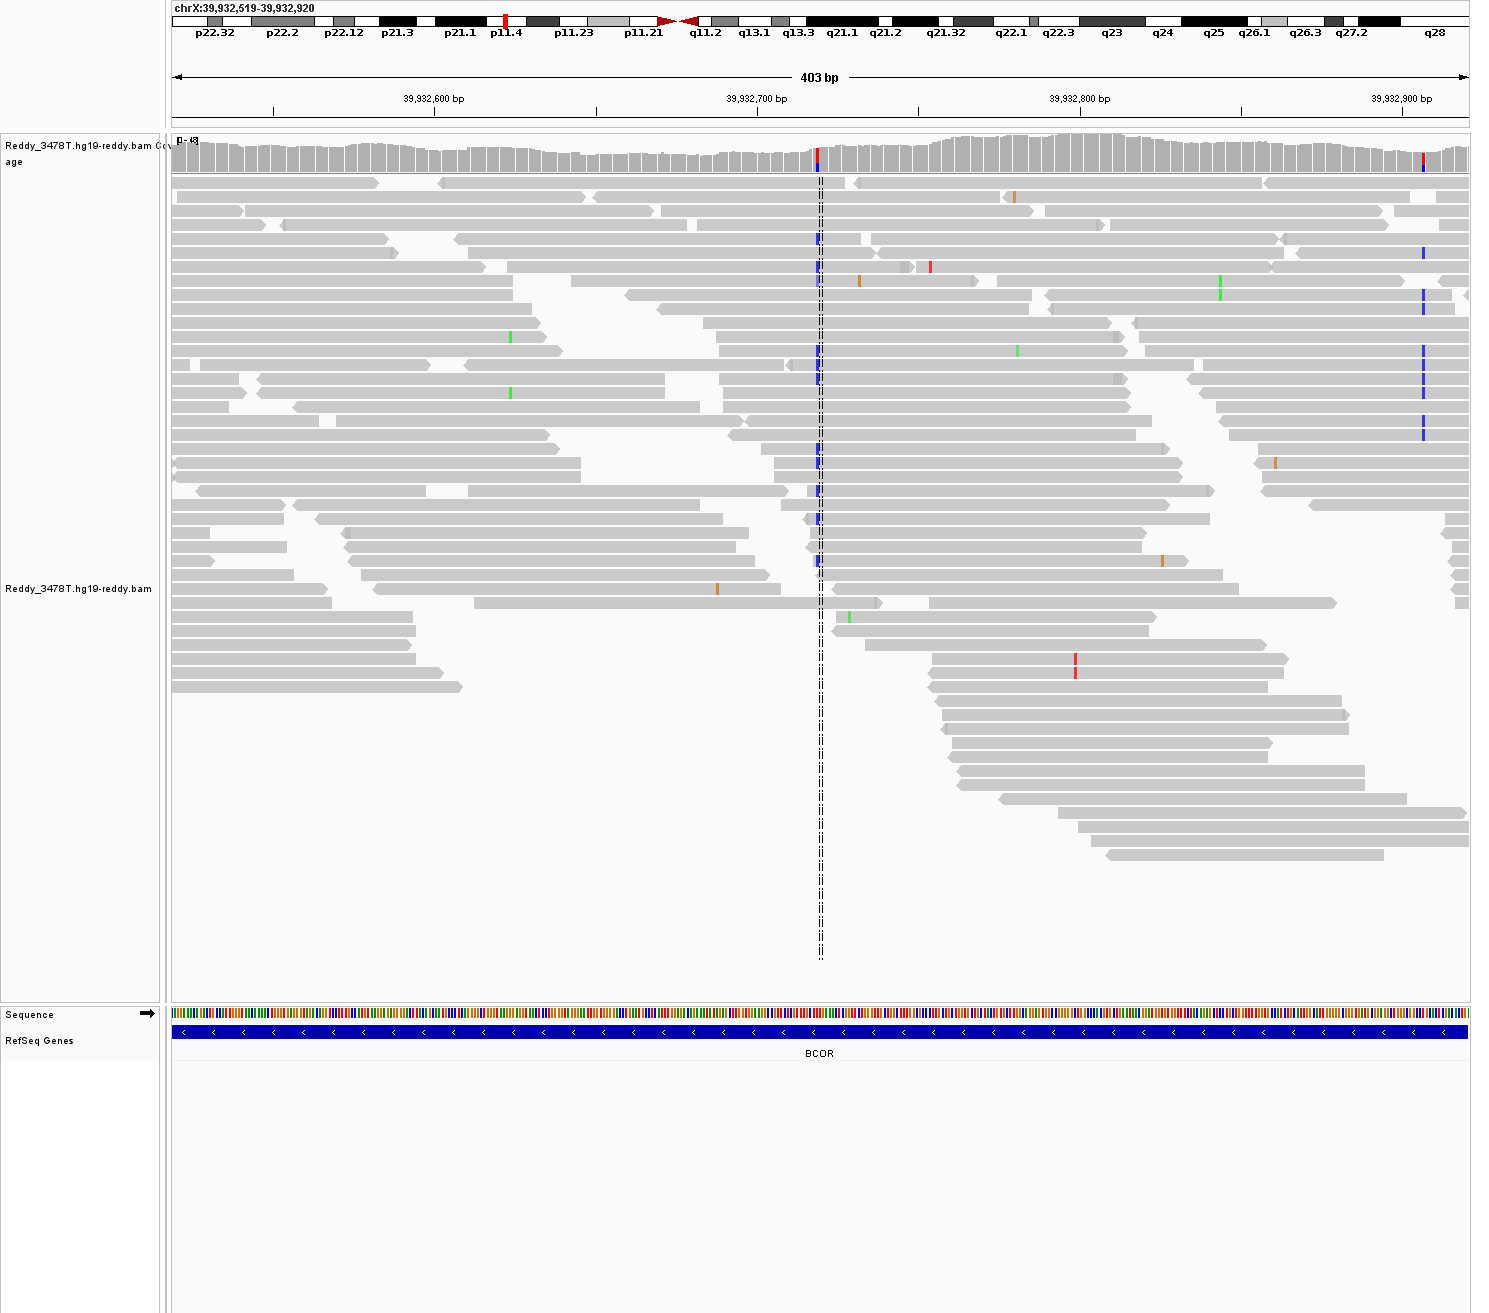 chrX:39,932,519-39,932,920
p22.32 p22.2 p22.12 p21.3 p21.1 p11.4 p11.23 p11.21 q11.2 q13.1 q13.3 q21.1 q21.2 q21.32 q22.1 q22.3 q23 q24 q25 q26.1 q26.3 q27.2 q28
403 bp
39,932,600 bp 39,932,700 bp 39,932,800 bp 39,932,900 bp
Reddy_3478T.hg19-reddy.bam Cov
age
Reddy_3478T.hg19-reddy.bam
Sequence
RefSeq Genes
BCOR